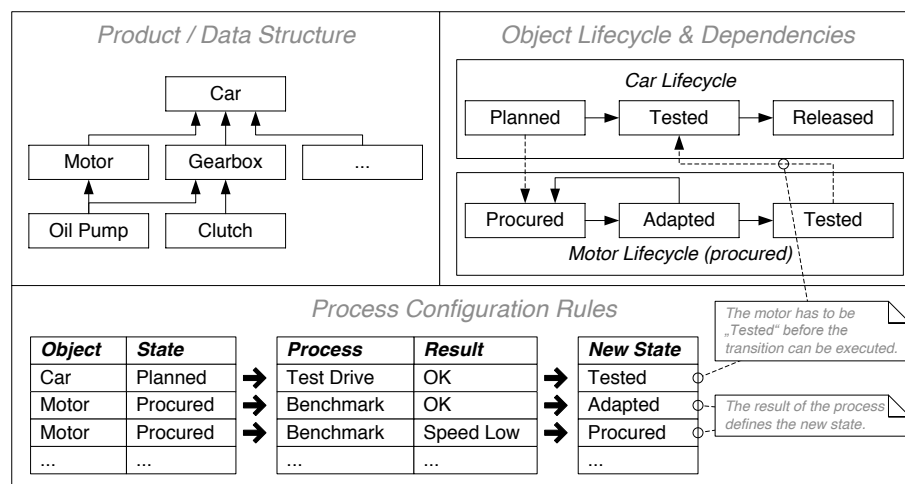 Product / Data Structure
Car
Motor
Gearbox
...
Oil Pump
Clutch
Object Lifecycle & Dependencies
Car Lifecycle
Planned
Tested
Released
Procured
Adapted
Tested
Motor Lifecycle (procured)
Process Configuration Rules
Object State Process Result New State
Car Planned Test Drive OK Tested
Motor Procured Benchmark OK Adapted
Motor Procured Benchmark Speed Low Procured
... ... ... ... ...
The motor has to be
„Tested“ before the
transition can be executed.
The result of the process
defines the new state.